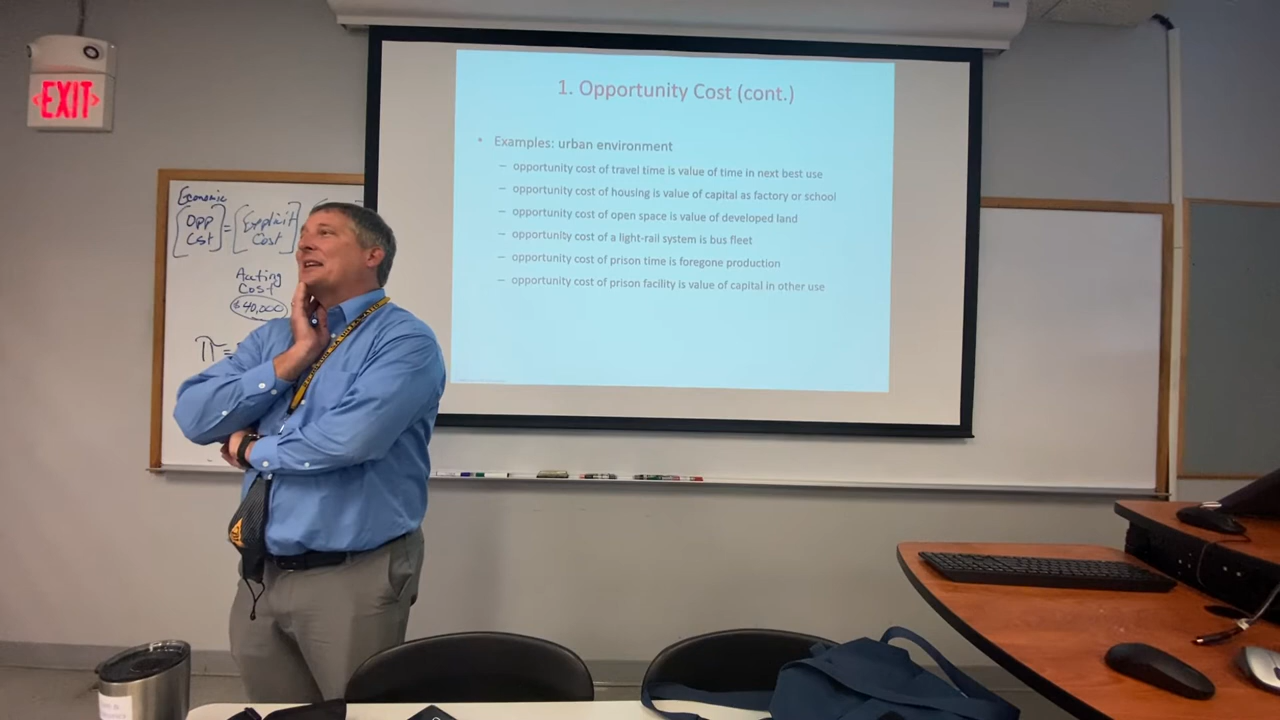 EXIT
1. Opportunity Cost (cont.)
• Examples: urban environment
– opportunity cost of travel time is value of time in next best use
– opportunity cost of housing is value of capital as factory or school
– opportunity cost of open space is value of developed land
– opportunity cost of a light-rail system is bus fleet
– opportunity cost of prison time is foregone production
– opportunity cost of prison facility is value of capital in other use
Economic
[Opp Cst] = [Explicit Cost]
Accting
Cost
$40,000
π =